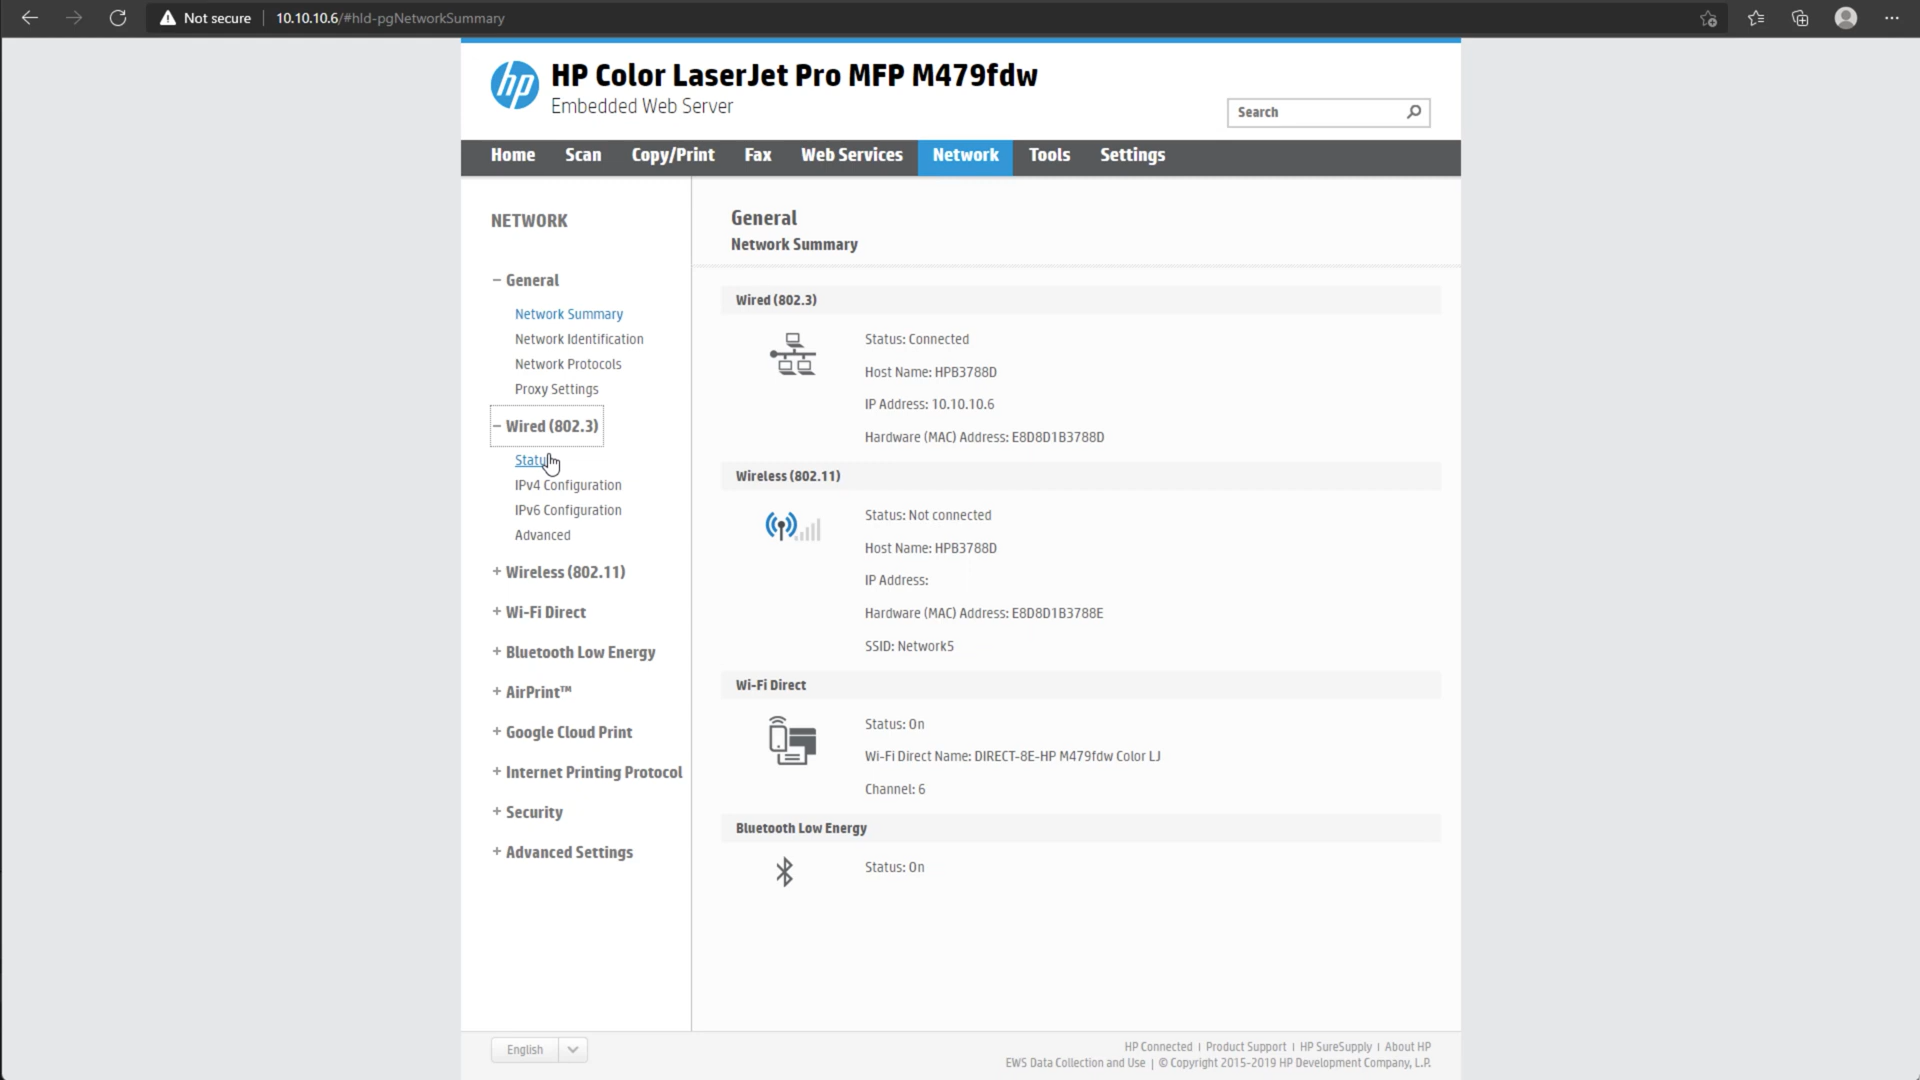 Not secure
10.10.10.6/#hId-pgNetworkSummary
hp
HP Color LaserJet Pro MFP M479fdw
Embedded Web Server
Search
Home Scan Copy/Print Fax Web Services Network Tools Settings
NETWORK
− General
Network Summary
Network Identification
Network Protocols
Proxy Settings
− Wired (802.3)
IPv4 Configuration
IPv6 Configuration
Advanced
+ Wireless (802.11)
+ Wi-Fi Direct
+ Bluetooth Low Energy
+ AirPrint™
+ Google Cloud Print
+ Internet Printing Protocol
+ Security
+ Advanced Settings
General
Network Summary
Wired (802.3)
Status: Connected
Host Name: HPB3788D
IP Address: 10.10.10.6
Hardware (MAC) Address: E8D8D1B3788D
Wireless (802.11)
Status: Not connected
Host Name: HPB3788D
IP Address:
Hardware (MAC) Address: E8D8D1B3788E
SSID: Network5
Wi-Fi Direct
Status: On
Wi-Fi Direct Name: DIRECT-8E-HP M479fdw Color LJ
Channel: 6
Bluetooth Low Energy
Status: On
English
HP Connected | Product Support | HP SureSupply | About HP
EWS Data Collection and Use | © Copyright 2015-2019 HP Development Company, L.P.